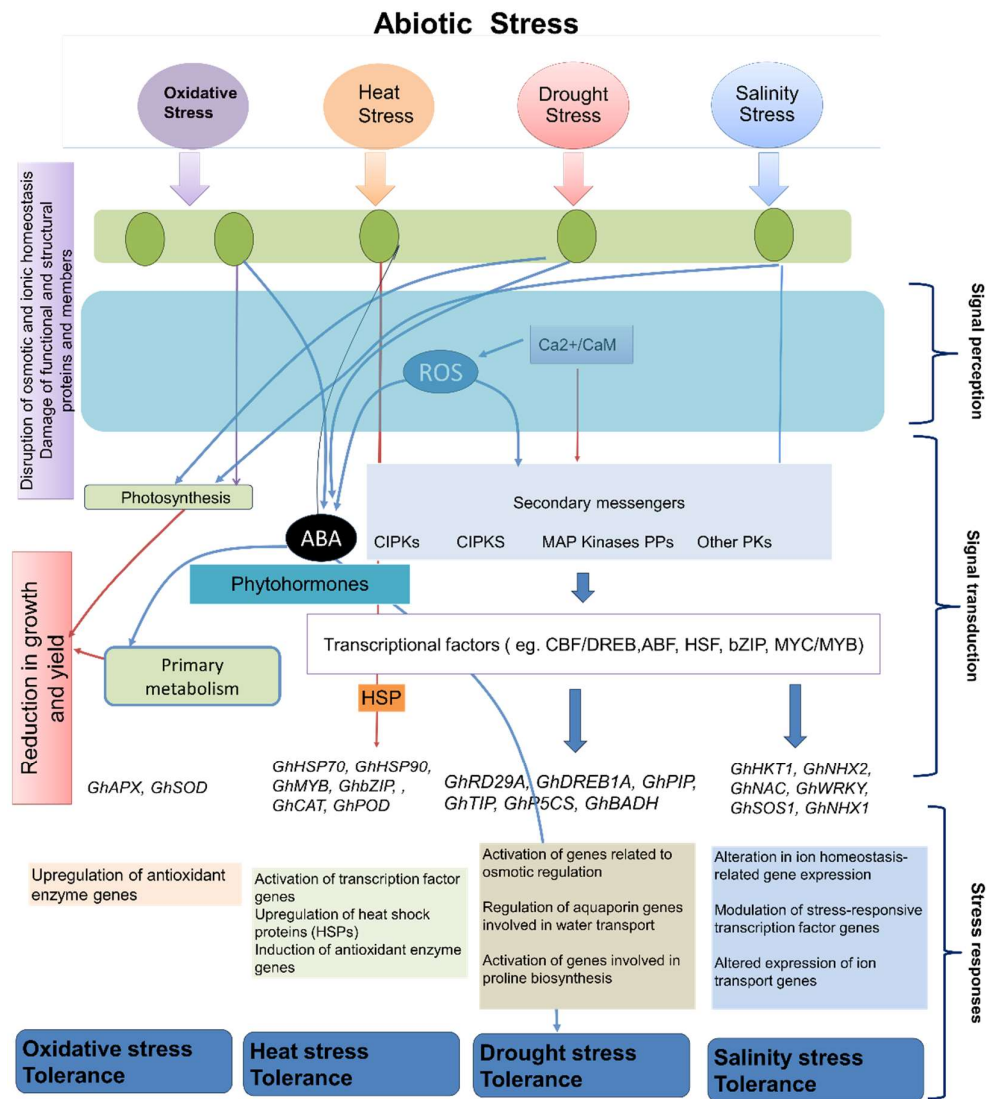 Abiotic Stress
Oxidative
Stress
Heat
Stress
Drought
Stress
Salinity
Stress
Disruption of osmotic and ionic homeostasis
Damage of functional and structural
proteins and members
Signal perception
Ca2+/CaM
ROS
Photosynthesis
ABA
Phytohormones
Secondary messengers
CIPKs CIPKS MAP Kinases PPs Other PKs
Signal transduction
Transcriptional factors ( eg. CBF/DREB,ABF, HSF, bZIP, MYC/MYB)
Reduction in growth
and yield
Primary
metabolism
HSP
GhAPX, GhSOD
GhHSP70, GhHSP90,
GhMYB, GhbZIP, ,
GhCAT, GhPOD
GhRD29A, GhDREB1A, GhPIP,
GhTIP, GhP5CS, GhBADH
GhHKT1, GhNHX2,
GhNAC, GhWRKY,
GhSOS1, GhNHX1
Upregulation of antioxidant
enzyme genes
Activation of transcription factor
genes
Upregulation of heat shock
proteins (HSPs)
Induction of antioxidant enzyme
genes
Activation of genes related to
osmotic regulation
Regulation of aquaporin genes
involved in water transport
Activation of genes involved in
proline biosynthesis
Alteration in ion homeostasis-
related gene expression
Modulation of stress-responsive
transcription factor genes
Altered expression of ion
transport genes
Stress responses
Oxidative stress
Tolerance
Heat stress
Tolerance
Drought stress
Tolerance
Salinity stress
Tolerance